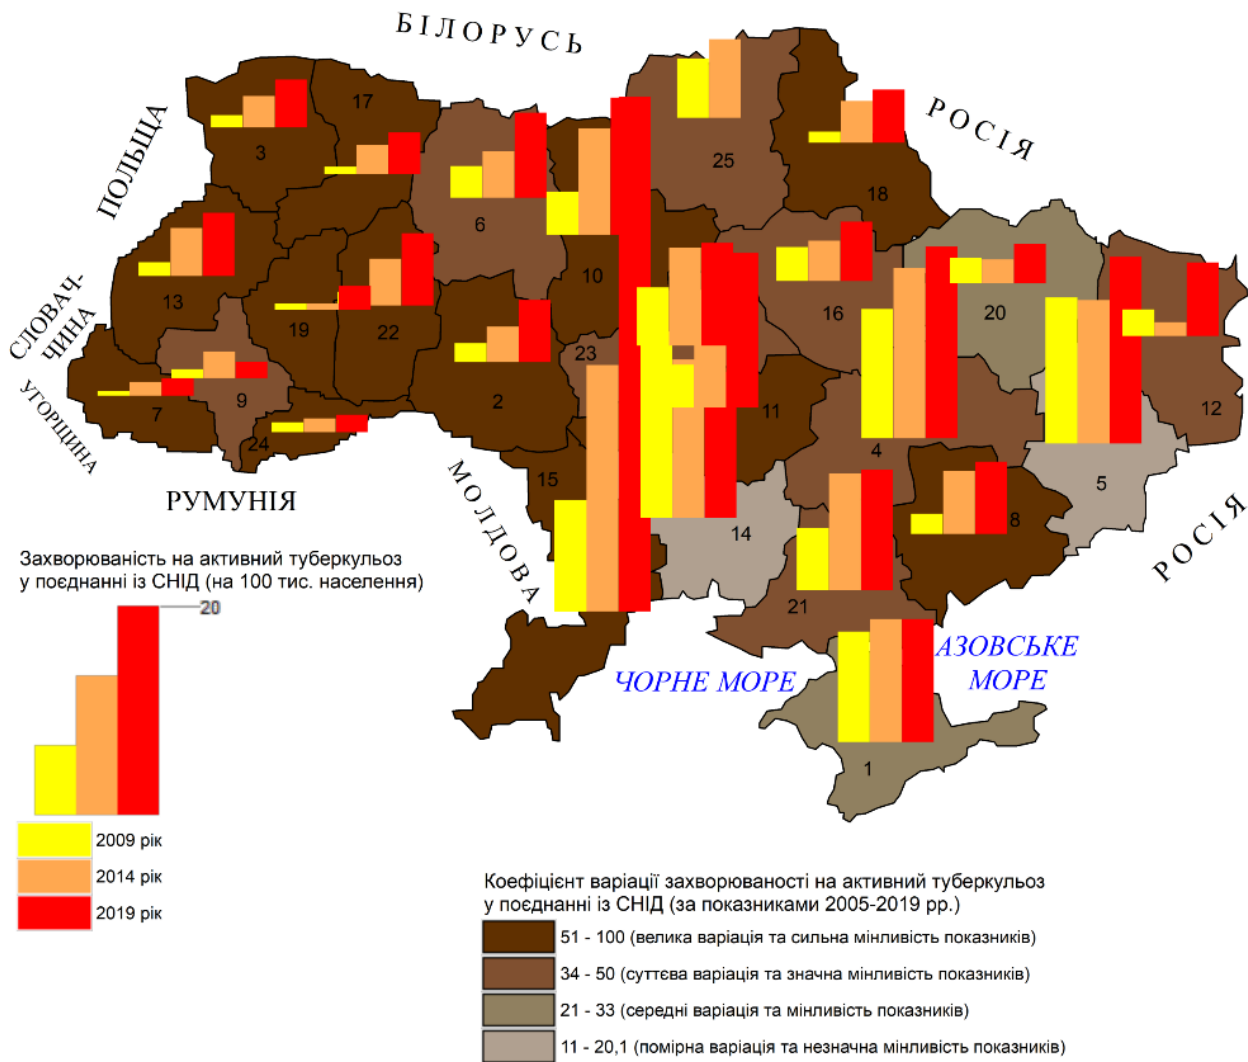 БІЛОРУСЬ
ПОЛЬЩА
РОСІЯ
СЛОВАЧ-
ЧИНА
УГОРЩИНА
РУМУНІЯ
МОЛДОВА
РОСІЯ
ЧОРНЕ МОРЕ
АЗОВСЬКЕ
МОРЕ
17
3
25
18
6
13
10
19
22
16
20
23
7
9
2
11
12
24
4
15
5
14
8
21
1
Захворюваність на активний туберкульоз
у поєднанні із СНІД (на 100 тис. населення)
20
2009 рік
2014 рік
2019 рік
Коефіцієнт варіації захворюваності на активний туберкульоз
у поєднанні із СНІД (за показниками 2005-2019 рр.)
51 - 100 (велика варіація та сильна мінливість показників)
34 - 50 (суттєва варіація та значна мінливість показників)
21 - 33 (середні варіація та мінливість показників)
11 - 20,1 (помірна варіація та незначна мінливість показників)